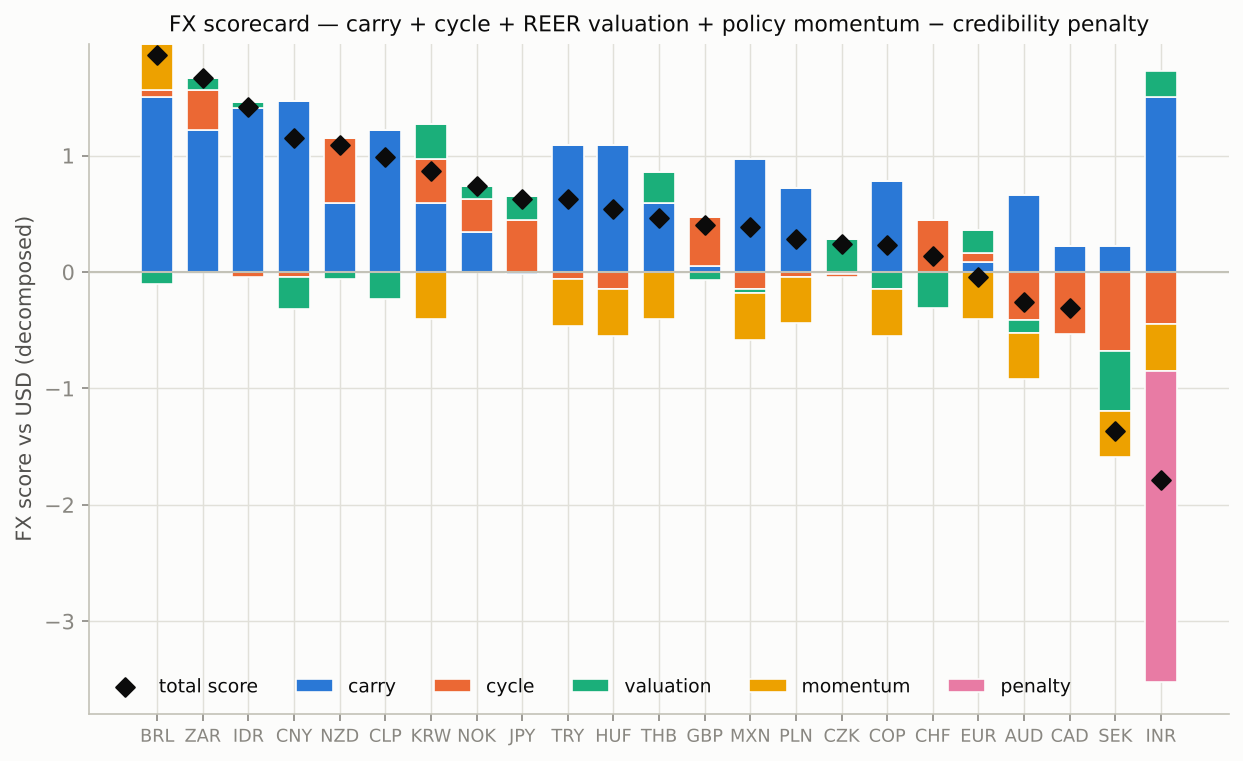 FX scorecard — carry + cycle + REER valuation + policy momentum − credibility penalty
FX score vs USD (decomposed)
1
0
−1
−2
−3
total score carry cycle valuation momentum penalty
BRL ZAR IDR CNY NZD CLP KRW NOK JPY TRY HUF THB GBP MXN PLN CZK COP CHF EUR AUD CAD SEK INR